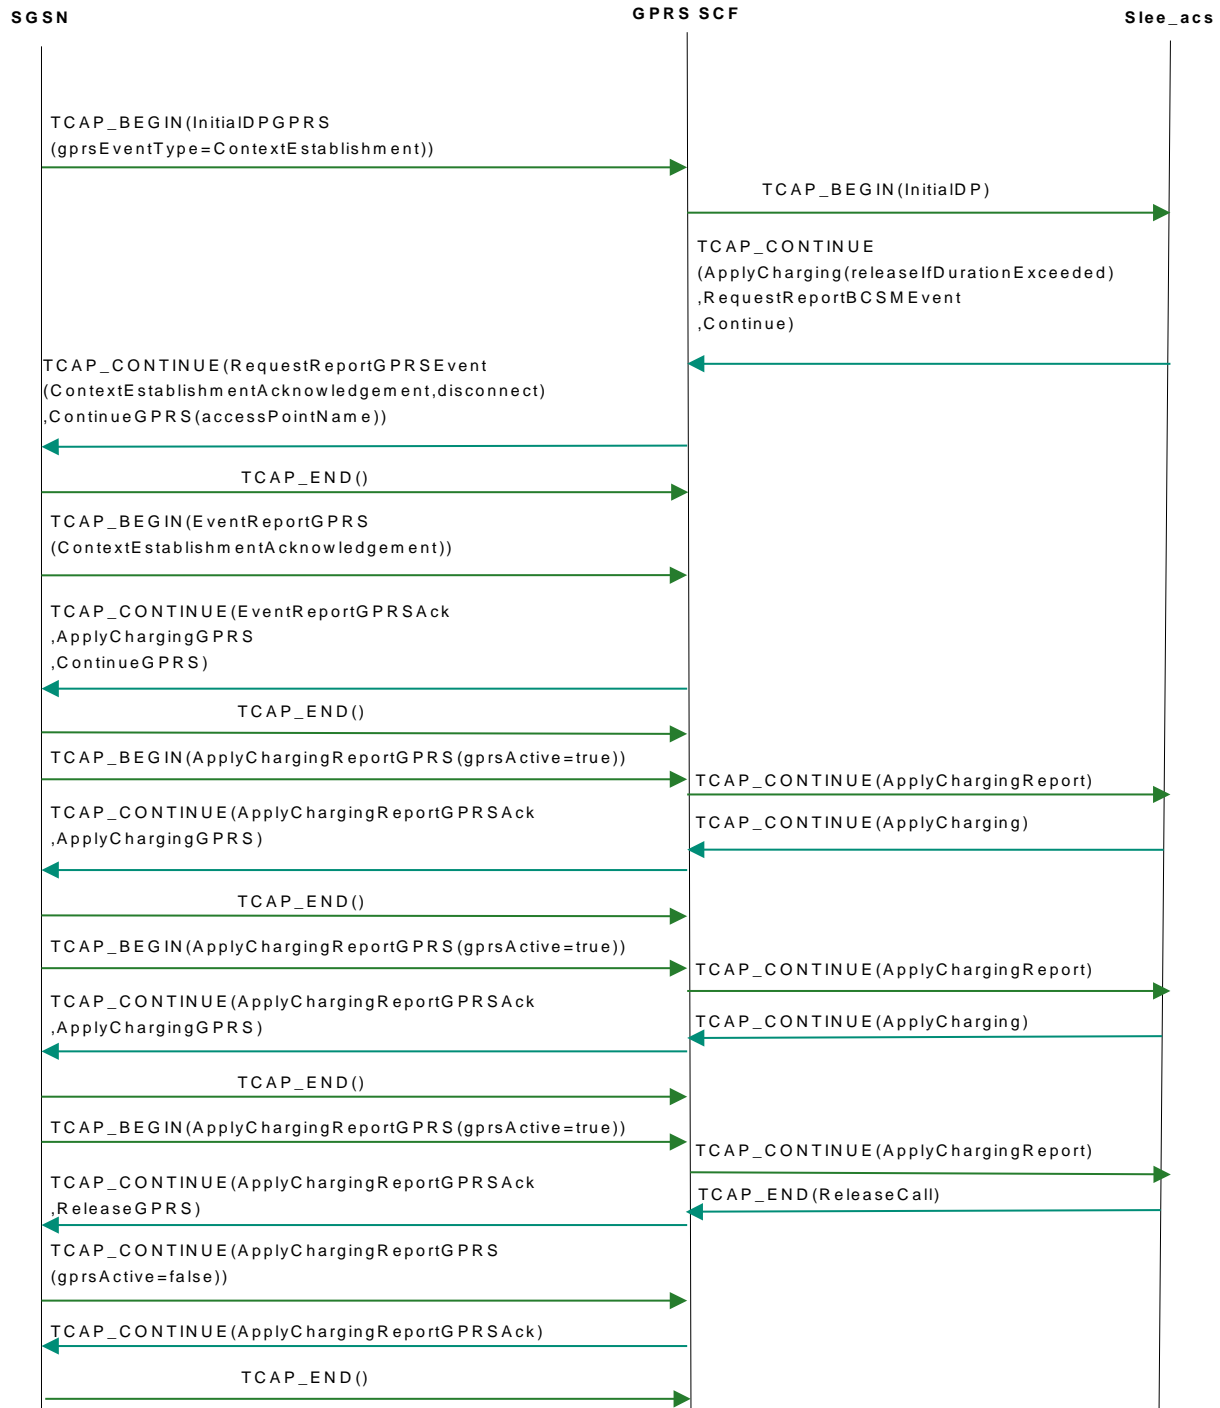 SGSN
GPRS SCF
Slee_acs
TCAP_BEGIN(InitialDPGPRS
(gprsEventType=ContextEstablishment))
TCAP_BEGIN(InitialDP)
TCAP_CONTINUE
(ApplyCharging(releaseIfDurationExceeded)
,RequestReportBCSMEvent
,Continue)
TCAP_CONTINUE(RequestReportGPRSEvent
(ContextEstablishmentAcknowledgement,disconnect)
,ContinueGPRS(accessPointName))
TCAP_END()
TCAP_BEGIN(EventReportGPRS
(ContextEstablishmentAcknowledgement))
TCAP_CONTINUE(EventReportGPRSAck
,ApplyChargingGPRS
,ContinueGPRS)
TCAP_END()
TCAP_BEGIN(ApplyChargingReportGPRS(gprsActive=true))
TCAP_CONTINUE(ApplyChargingReport)
TCAP_CONTINUE(ApplyChargingReportGPRSAck
,ApplyChargingGPRS)
TCAP_CONTINUE(ApplyCharging)
TCAP_END()
TCAP_BEGIN(ApplyChargingReportGPRS(gprsActive=true))
TCAP_CONTINUE(ApplyChargingReport)
TCAP_CONTINUE(ApplyChargingReportGPRSAck
,ApplyChargingGPRS)
TCAP_CONTINUE(ApplyCharging)
TCAP_END()
TCAP_BEGIN(ApplyChargingReportGPRS(gprsActive=true))
TCAP_CONTINUE(ApplyChargingReport)
TCAP_CONTINUE(ApplyChargingReportGPRSAck
,ReleaseGPRS)
TCAP_END(ReleaseCall)
TCAP_CONTINUE(ApplyChargingReportGPRS
(gprsActive=false))
TCAP_CONTINUE(ApplyChargingReportGPRSAck)
TCAP_END()